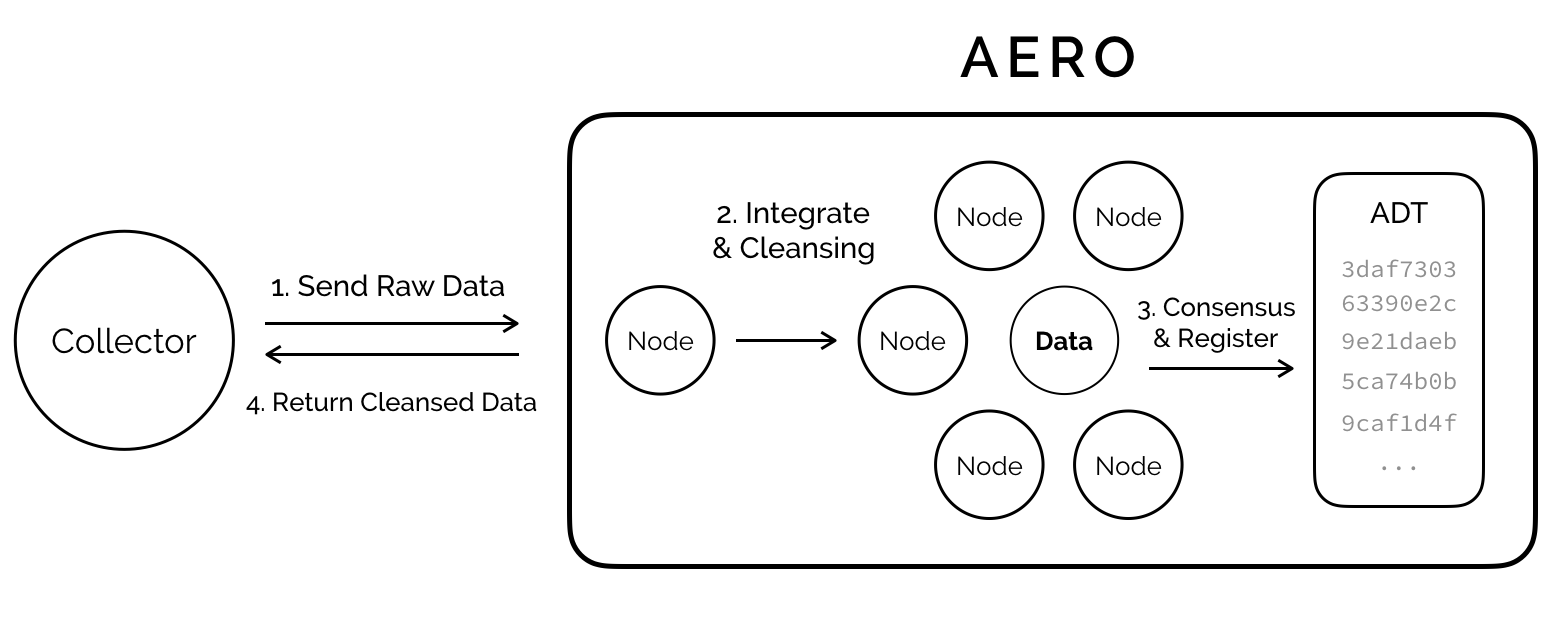 AERO
Collector
1. Send Raw Data
4. Return Cleansed Data
2. Integrate
& Cleansing
Node
Node
Node
Node
Data
Node
Node
3. Consensus
& Register
ADT
3daf7303
63390e2c
9e21daeb
5ca74b0b
9caf1d4f
...